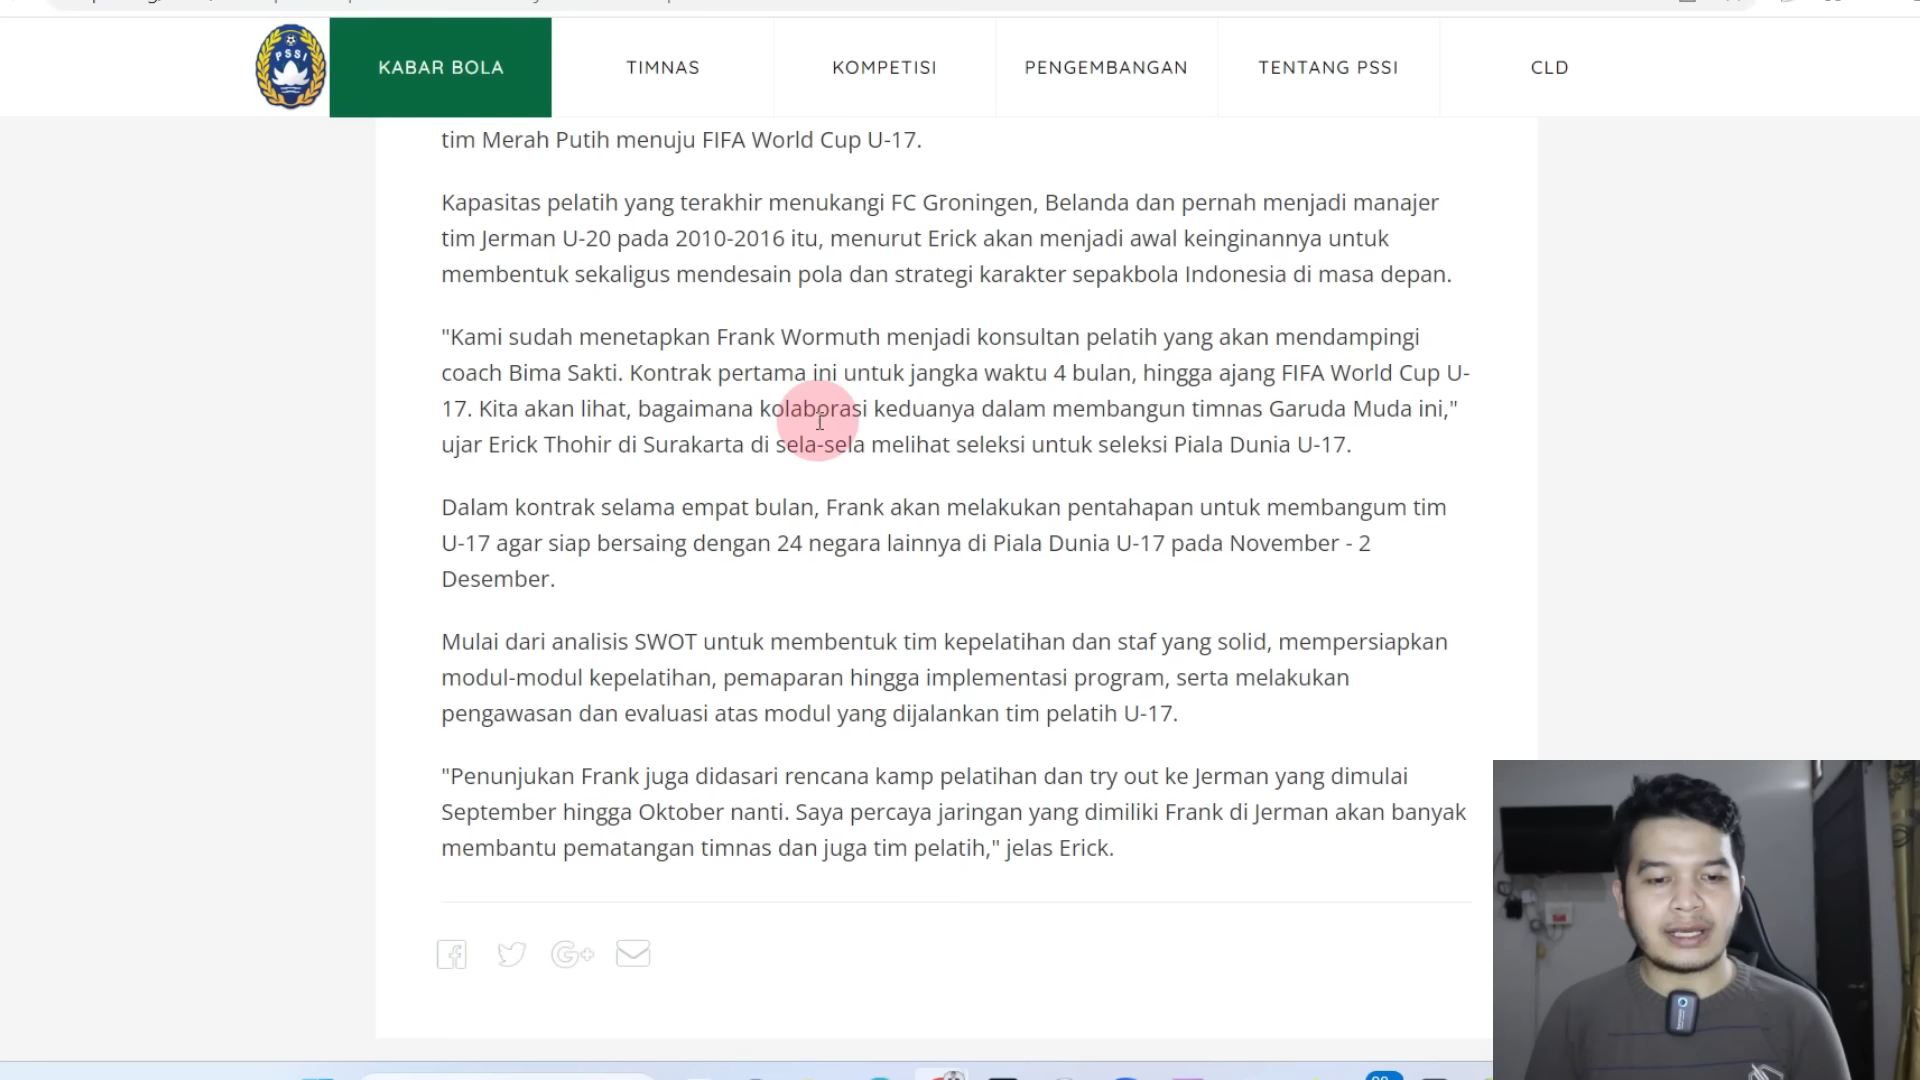 PSSI
KABAR BOLA
TIMNAS
KOMPETISI
PENGEMBANGAN
TENTANG PSSI
CLD
tim Merah Putih menuju FIFA World Cup U-17.
Kapasitas pelatih yang terakhir menukangi FC Groningen, Belanda dan pernah menjadi manajer
tim Jerman U-20 pada 2010-2016 itu, menurut Erick akan menjadi awal keinginannya untuk
membentuk sekaligus mendesain pola dan strategi karakter sepakbola Indonesia di masa depan.
"Kami sudah menetapkan Frank Wormuth menjadi konsultan pelatih yang akan mendampingi
coach Bima Sakti. Kontrak pertama ini untuk jangka waktu 4 bulan, hingga ajang FIFA World Cup U-
17. Kita akan lihat, bagaimana kolaborasi keduanya dalam membangun timnas Garuda Muda ini,"
ujar Erick Thohir di Surakarta di sela-sela melihat seleksi untuk seleksi Piala Dunia U-17.
Dalam kontrak selama empat bulan, Frank akan melakukan pentahapan untuk membangum tim
U-17 agar siap bersaing dengan 24 negara lainnya di Piala Dunia U-17 pada November - 2
Desember.
Mulai dari analisis SWOT untuk membentuk tim kepelatihan dan staf yang solid, mempersiapkan
modul-modul kepelatihan, pemaparan hingga implementasi program, serta melakukan
pengawasan dan evaluasi atas modul yang dijalankan tim pelatih U-17.
"Penunjukan Frank juga didasari rencana kamp pelatihan dan try out ke Jerman yang dimulai
September hingga Oktober nanti. Saya percaya jaringan yang dimiliki Frank di Jerman akan banyak
membantu pematangan timnas dan juga tim pelatih," jelas Erick.